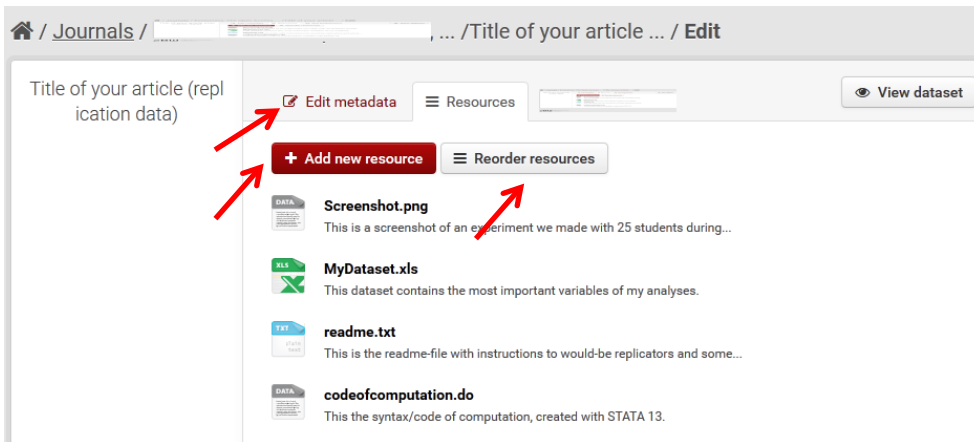 / Journals / , ... /Title of your article ... / Edit
Title of your article (repl
ication data)
Edit metadata
Resources
View dataset
+ Add new resource
Reorder resources
DATA
Screenshot.png
This is a screenshot of an experiment we made with 25 students during...
XLS
MyDataset.xls
This dataset contains the most important variables of my analyses.
TXT
readme.txt
This is the readme-file with instructions to would-be replicators and some...
DATA
codeofcomputation.do
This the syntax/code of computation, created with STATA 13.